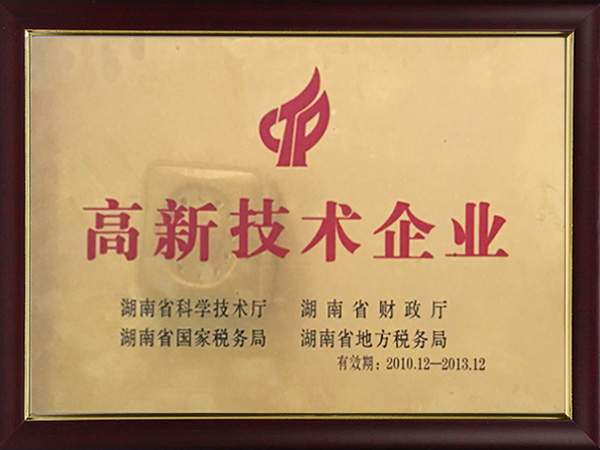 CTP
高新技术企业
湖南省科学技术厅 湖南省财政厅
湖南省国家税务局 湖南省地方税务局
有效期：2010.12—2013.12